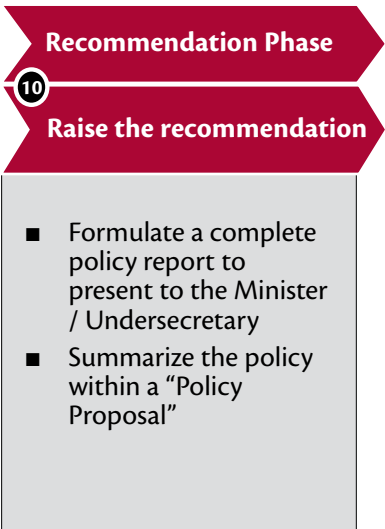 Recommendation Phase
10
Raise the recommendation
■ Formulate a complete
policy report to
present to the Minister
/ Undersecretary
■ Summarize the policy
within a “Policy
Proposal”